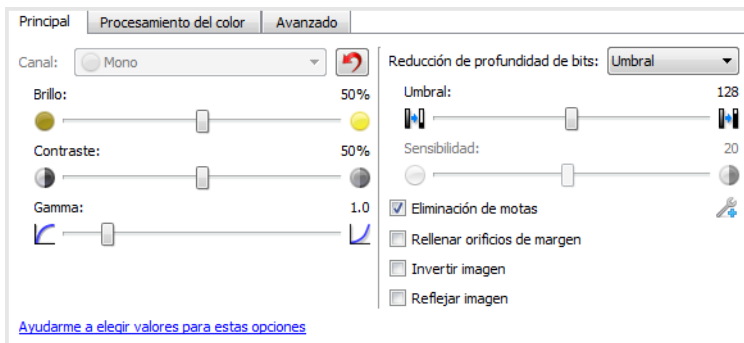 Principal
Procesamiento del color
Avanzado
Canal:
Mono
Brillo:
50%
Contraste:
50%
Gamma:
1.0
Ayudarme a elegir valores para estas opciones
Reducción de profundidad de bits:
Umbral
Umbral:
128
Sensibilidad:
20
Eliminación de motas
Rellenar orificios de margen
Invertir imagen
Reflejar imagen